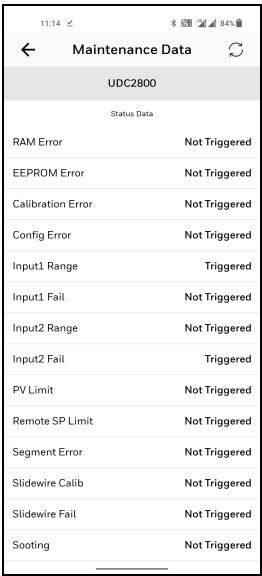 11:14 84%
Maintenance Data
UDC2800
Status Data
RAM Error Not Triggered
EEPROM Error Not Triggered
Calibration Error Not Triggered
Config Error Not Triggered
Input1 Range Triggered
Input1 Fail Not Triggered
Input2 Range Not Triggered
Input2 Fail Triggered
PV Limit Not Triggered
Remote SP Limit Not Triggered
Segment Error Not Triggered
Slidewire Calib Not Triggered
Slidewire Fail Not Triggered
Sooting Not Triggered